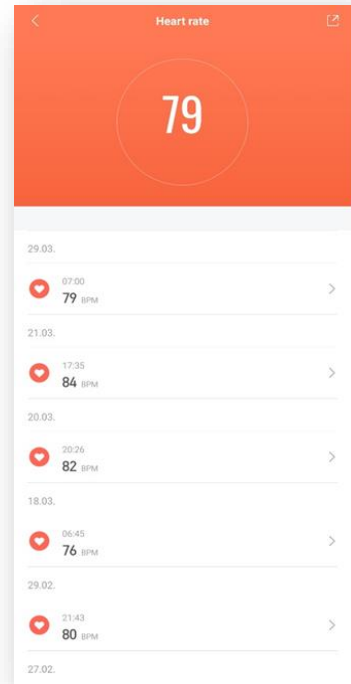 Heart rate
79
29.03.
07:00
79 BPM
21.03.
17:35
84 BPM
20.03.
20:26
82 BPM
18.03.
06:45
76 BPM
29.02.
21:43
80 BPM
27.02.